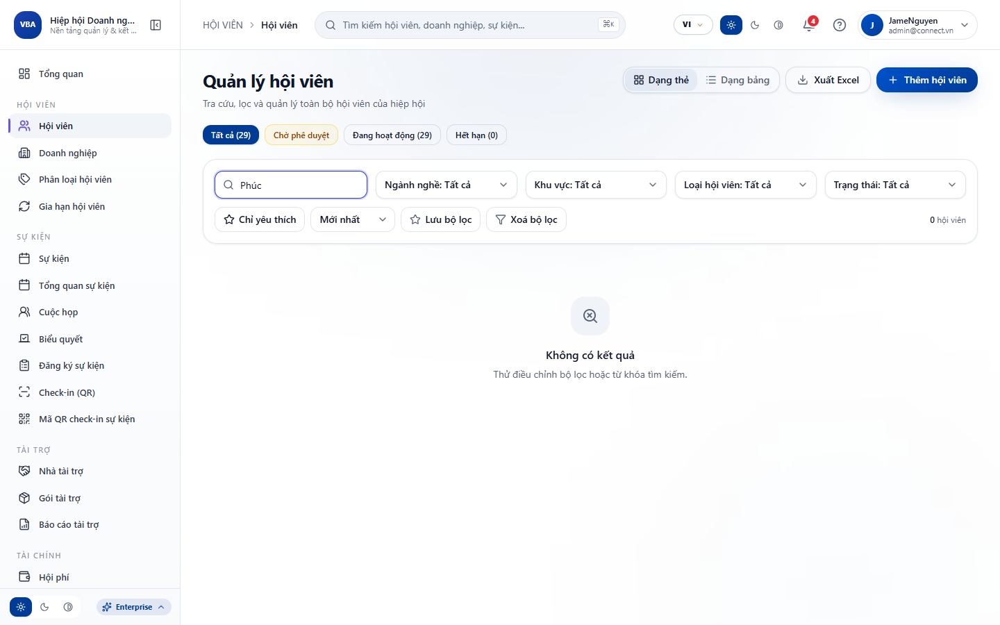 VBA
Hiệp hội Doanh ng...
Nền tảng quản lý & kết ...
HỘI VIÊN > Hội viên
Tìm kiếm hội viên, doanh nghiệp, sự kiện...
⌘K
VI
4
J
JameNguyen
admin@connect.vn
Tổng quan
HỘI VIÊN
Hội viên
Doanh nghiệp
Phân loại hội viên
Gia hạn hội viên
SỰ KIỆN
Sự kiện
Tổng quan sự kiện
Cuộc họp
Biểu quyết
Đăng ký sự kiện
Check-in (QR)
Mã QR check-in sự kiện
TÀI TRỢ
Nhà tài trợ
Gói tài trợ
Báo cáo tài trợ
TÀI CHÍNH
Hội phí
Enterprise
Quản lý hội viên
Tra cứu, lọc và quản lý toàn bộ hội viên của hiệp hội
Dạng thẻ
Dạng bảng
Xuất Excel
Thêm hội viên
Tất cả (29)
Chờ phê duyệt
Đang hoạt động (29)
Hết hạn (0)
Phúc
Ngành nghề: Tất cả
Khu vực: Tất cả
Loại hội viên: Tất cả
Trạng thái: Tất cả
Chỉ yêu thích
Mới nhất
Lưu bộ lọc
Xoá bộ lọc
0 hội viên
Không có kết quả
Thử điều chỉnh bộ lọc hoặc từ khóa tìm kiếm.